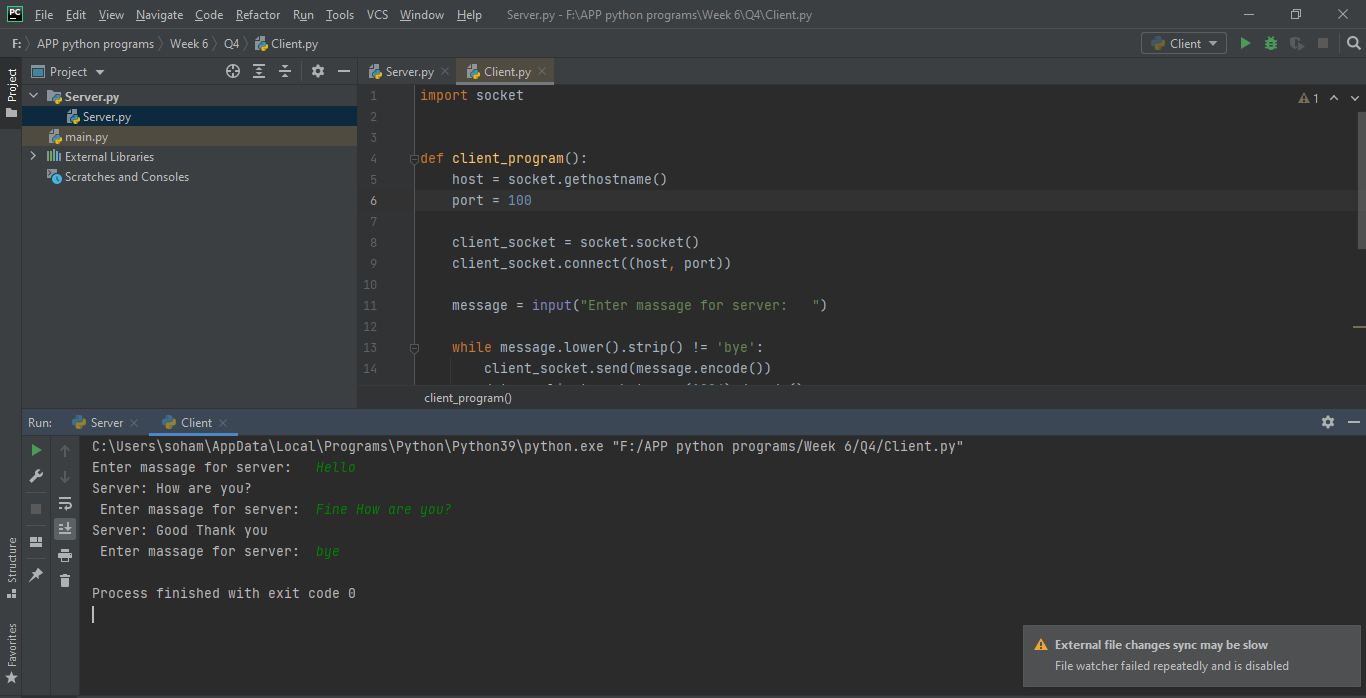 PC File Edit View Navigate Code Refactor Run Tools VCS Window Help Server.py - F:\APP python programs\Week 6\Q4\Client.py
F: APP python programs Week 6 Q4 Client.py Client
Project
Project
Server.py
Server.py
main.py
External Libraries
Scratches and Consoles
Server.py Client.py
1 import socket
1
2
3
4 def client_program():
5 host = socket.gethostname()
6 port = 100
7
8 client_socket = socket.socket()
9 client_socket.connect((host, port))
10
11 message = input("Enter massage for server:   ")
12
13 while message.lower().strip() != 'bye':
14 client_socket.send(message.encode())
client_program()
Run: Server Client
C:\Users\soham\AppData\Local\Programs\Python\Python39\python.exe "F:/APP python programs/Week 6/Q4/Client.py"
Enter massage for server:   Hello
Server: How are you?
Enter massage for server:  Fine How are you?
Server: Good Thank you
Enter massage for server:  bye
Process finished with exit code 0
Structure
Favorites
External file changes sync may be slow
File watcher failed repeatedly and is disabled